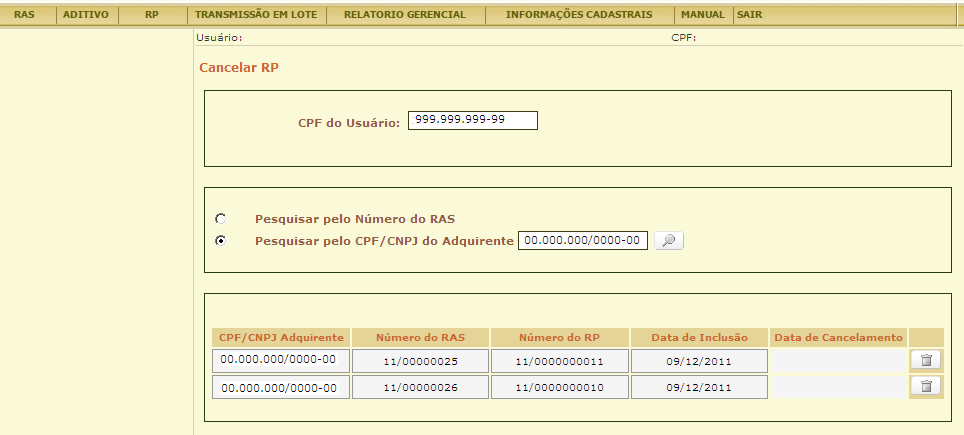 RAS ADITIVO RP TRANSMISSÃO EM LOTE RELATORIO GERENCIAL INFORMAÇÕES CADASTRAIS MANUAL SAIR
Usuário: CPF:
Cancelar RP
CPF do Usuário: 999.999.999-99
Pesquisar pelo Número do RAS
Pesquisar pelo CPF/CNPJ do Adquirente 00.000.000/0000-00
CPF/CNPJ Adquirente Número do RAS Número do RP Data de Inclusão Data de Cancelamento
00.000.000/0000-00 11/00000025 11/0000000011 09/12/2011
00.000.000/0000-00 11/00000026 11/0000000010 09/12/2011